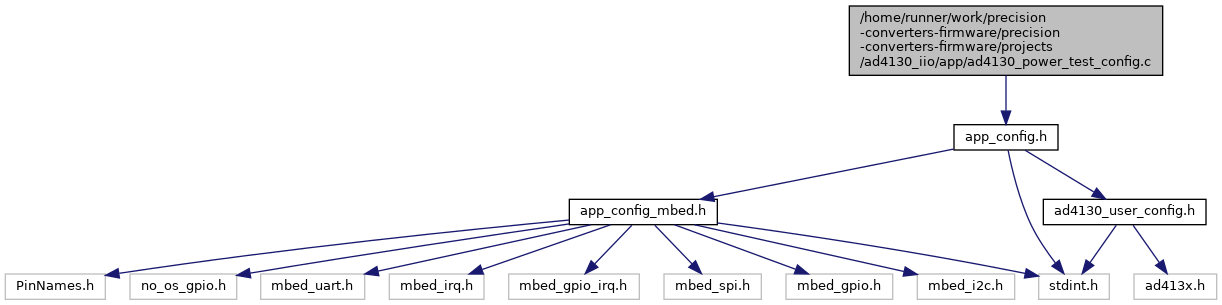 /home/runner/work/precision
-converters-firmware/precision
-converters-firmware/projects
/ad4130_iio/app/ad4130_power_test_config.c
app_config.h
app_config_mbed.h
ad4130_user_config.h
PinNames.h
no_os_gpio.h
mbed_uart.h
mbed_irq.h
mbed_gpio_irq.h
mbed_spi.h
mbed_gpio.h
mbed_i2c.h
stdint.h
ad413x.h